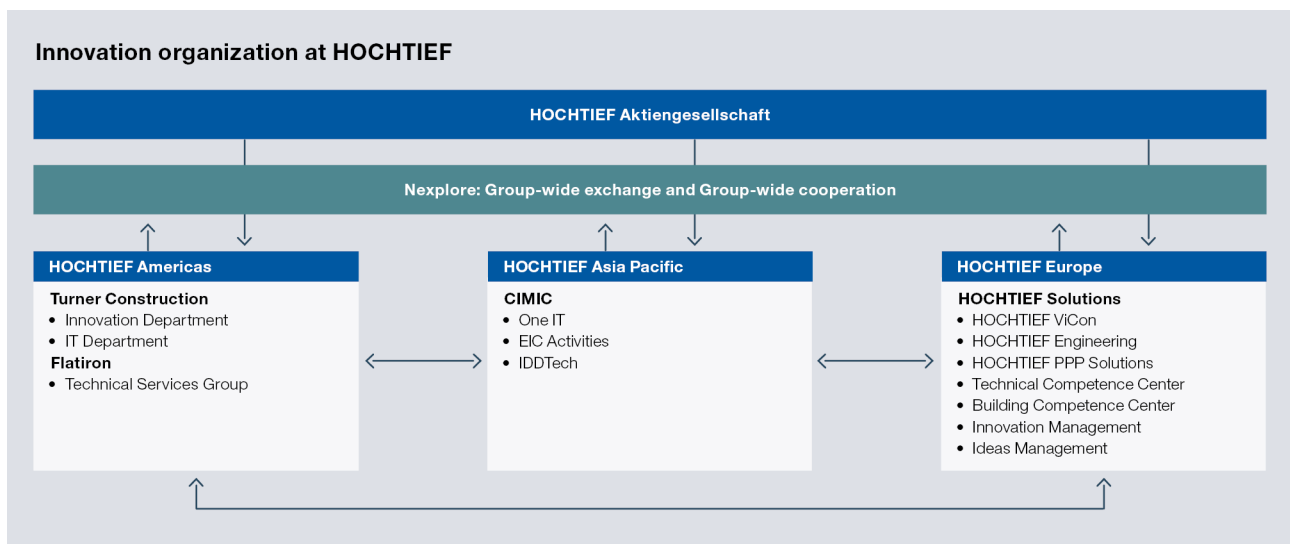 Innovation organization at HOCHTIEF
HOCHTIEF Aktiengesellschaft
Nexplore: Group-wide exchange and Group-wide cooperation
HOCHTIEF Americas
Turner Construction
• Innovation Department
• IT Department
Flatiron
• Technical Services Group
HOCHTIEF Asia Pacific
CIMIC
• One IT
• EIC Activities
• IDDTech
HOCHTIEF Europe
HOCHTIEF Solutions
• HOCHTIEF ViCon
• HOCHTIEF Engineering
• HOCHTIEF PPP Solutions
• Technical Competence Center
• Building Competence Center
• Innovation Management
• Ideas Management